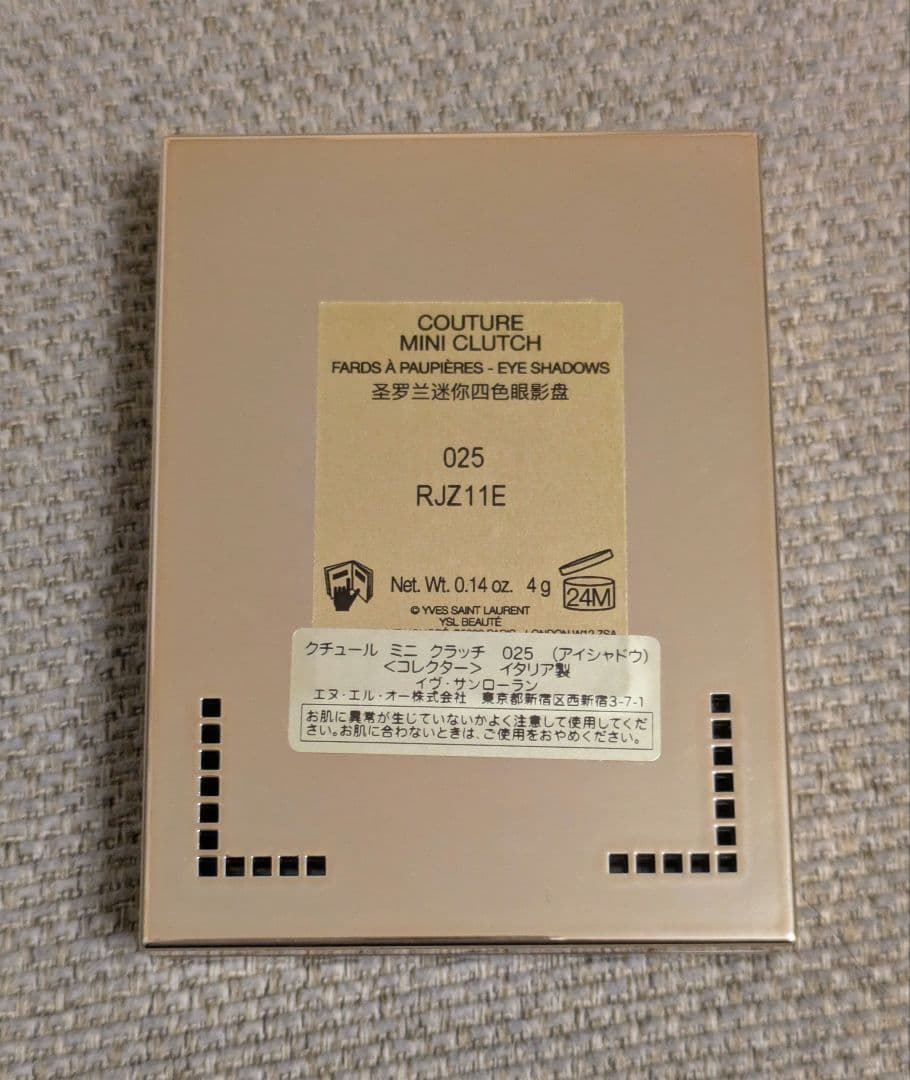 COUTURE
MINI CLUTCH
FARDS À PAUPIÈRES - EYE SHADOWS
圣罗兰迷你四色眼影盘
025
RJZ11E
Net. Wt. 0.14 oz. 4 g
24M
© YVES SAINT LAURENT
YSL BEAUTÉ
PARIS - LONDON W12 7SA
クチュール ミニ クラッチ 025 (アイシャドウ)
<コレクター> イタリア製
イヴ・サンローラン
エヌ・エル・オー株式会社 東京都新宿区西新宿3-7-1
お肌に異常が生じていないかよく注意して使用してくだ
さい。お肌に合わないときは、ご使用をおやめください。